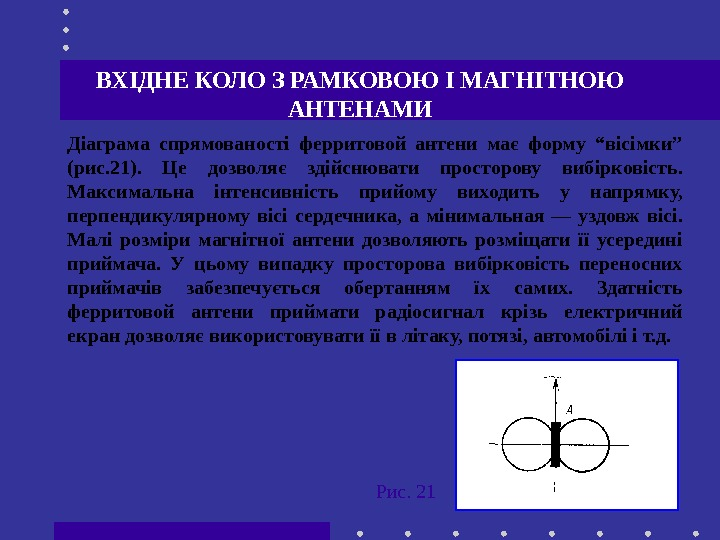 ВХІДНЕ КОЛО З РАМКОВОЮ І МАГНІТНОЮ
АНТЕНАМИ
Діаграма спрямованості ферритовой антени має форму “вісімки”
(рис.21). Це дозволяє здійснювати просторову вибірковість.
Максимальна інтенсивність прийому виходить у напрямку,
перпендикулярному вісі сердечника, а мінимальная — уздовж вісі.
Малі розміри магнітної антени дозволяють розміщати її усередині
приймача. У цьому випадку просторова вибірковість переносних
приймачів забезпечується обертанням їх самих. Здатність
ферритовой антени приймати радіосигнал крізь електричний
екран дозволяє використовувати її в літаку, потязі, автомобілі і т.д.
А
Рис. 21